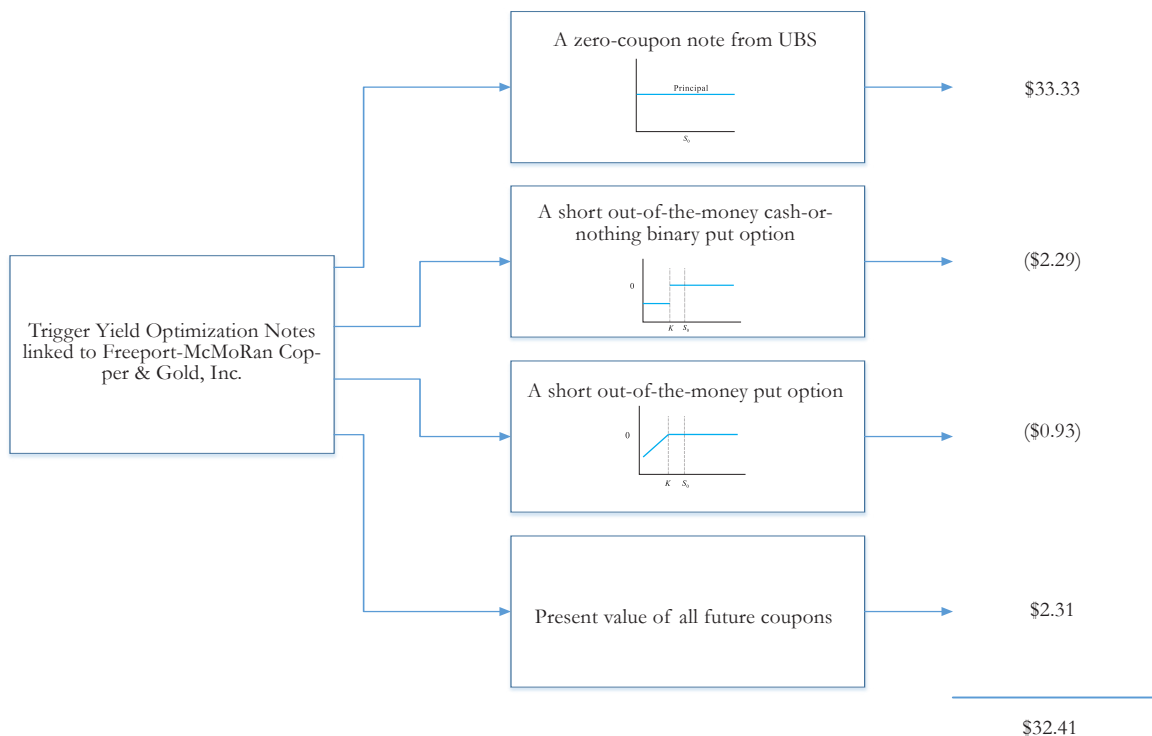 A zero-coupon note from UBS
Principal
S₀
$33.33
A short out-of-the-money cash-or-
nothing binary put option
0
K
S₀
($2.29)
Trigger Yield Optimization Notes
linked to Freeport-McMoRan Cop-
per & Gold, Inc.
A short out-of-the-money put option
0
K
S₀
($0.93)
Present value of all future coupons
$2.31
$32.41